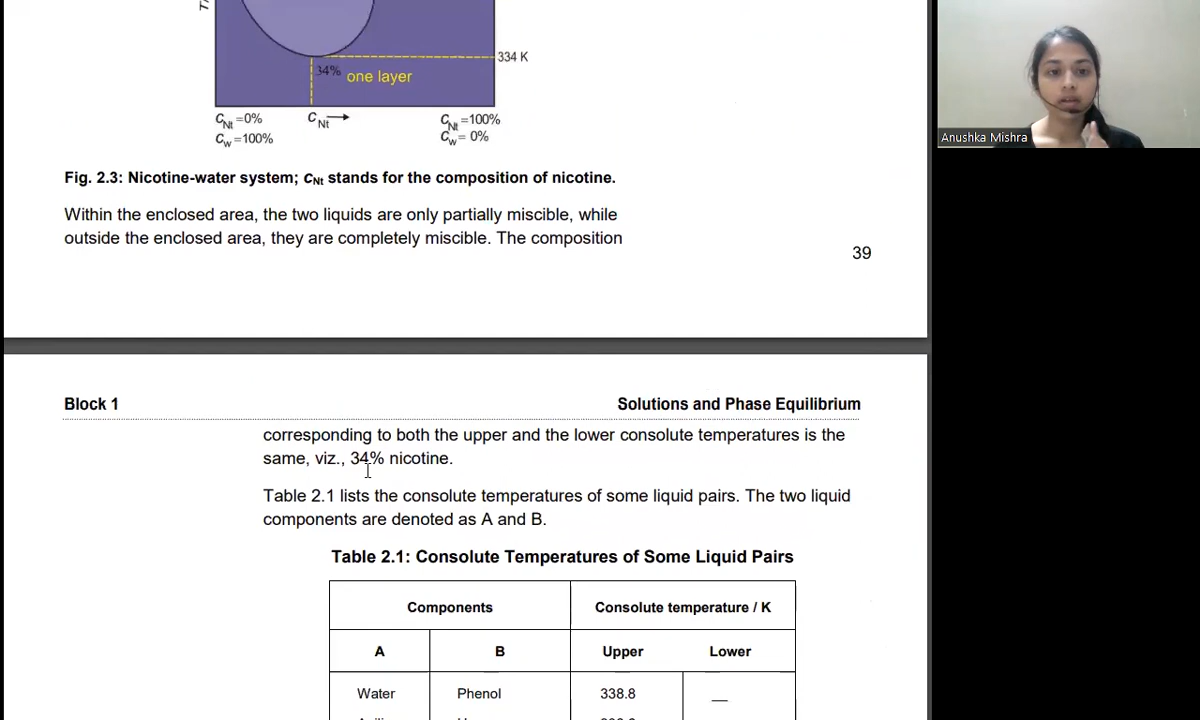 334 K
34% one layer
CNt =0% CNt CNt =100%
Cw =100% Cw = 0%
Fig. 2.3: Nicotine-water system; CNt stands for the composition of nicotine.
Within the enclosed area, the two liquids are only partially miscible, while
outside the enclosed area, they are completely miscible. The composition
39
Block 1 Solutions and Phase Equilibrium
corresponding to both the upper and the lower consolute temperatures is the
same, viz., 34% nicotine.
Table 2.1 lists the consolute temperatures of some liquid pairs. The two liquid
components are denoted as A and B.
Table 2.1: Consolute Temperatures of Some Liquid Pairs
Components Consolute temperature / K
A B Upper Lower
Water Phenol 338.8 —
Anushka Mishra